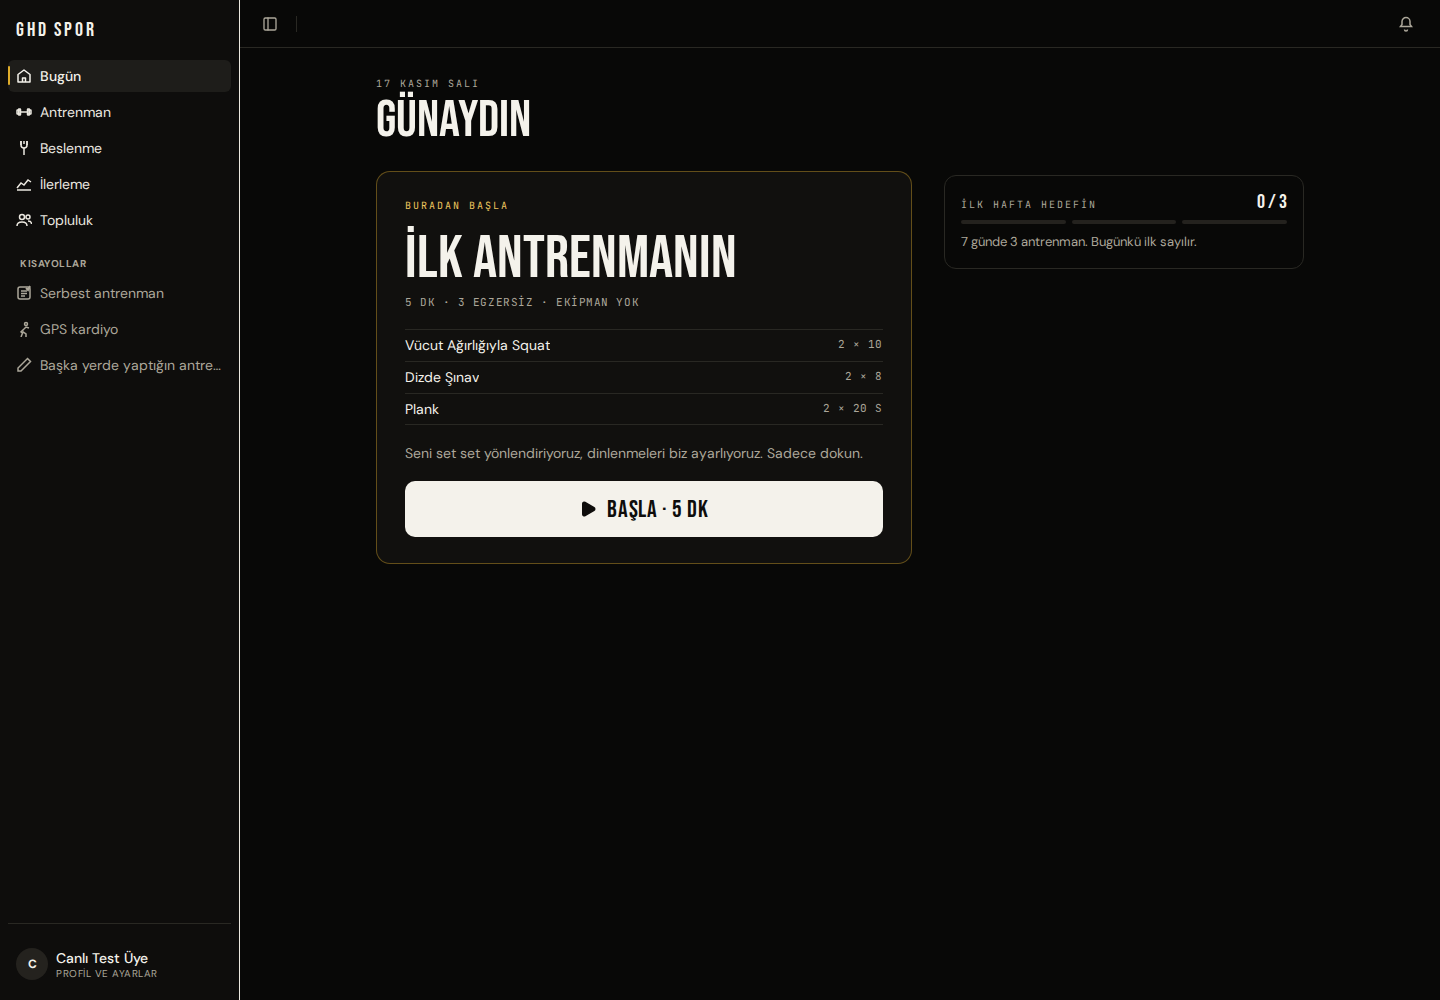 GHD SPOR
Bugün
Antrenman
Beslenme
İlerleme
Topluluk
KISAYOLLAR
Serbest antrenman
GPS kardiyo
Başka yerde yaptığın antre…
Canlı Test Üye
PROFİL VE AYARLAR
17 KASIM SALI
GÜNAYDIN
BURADAN BAŞLA
İLK ANTRENMANIN
5 DK · 3 EGZERSİZ · EKİPMAN YOK
Vücut Ağırlığıyla Squat 2 × 10
Dizde Şınav 2 × 8
Plank 2 × 20 S
Seni set set yönlendiriyoruz, dinlenmeleri biz ayarlıyoruz. Sadece dokun.
BAŞLA · 5 DK
İLK HAFTA HEDEFİN 0/3
7 günde 3 antrenman. Bugünkü ilk sayılır.
C